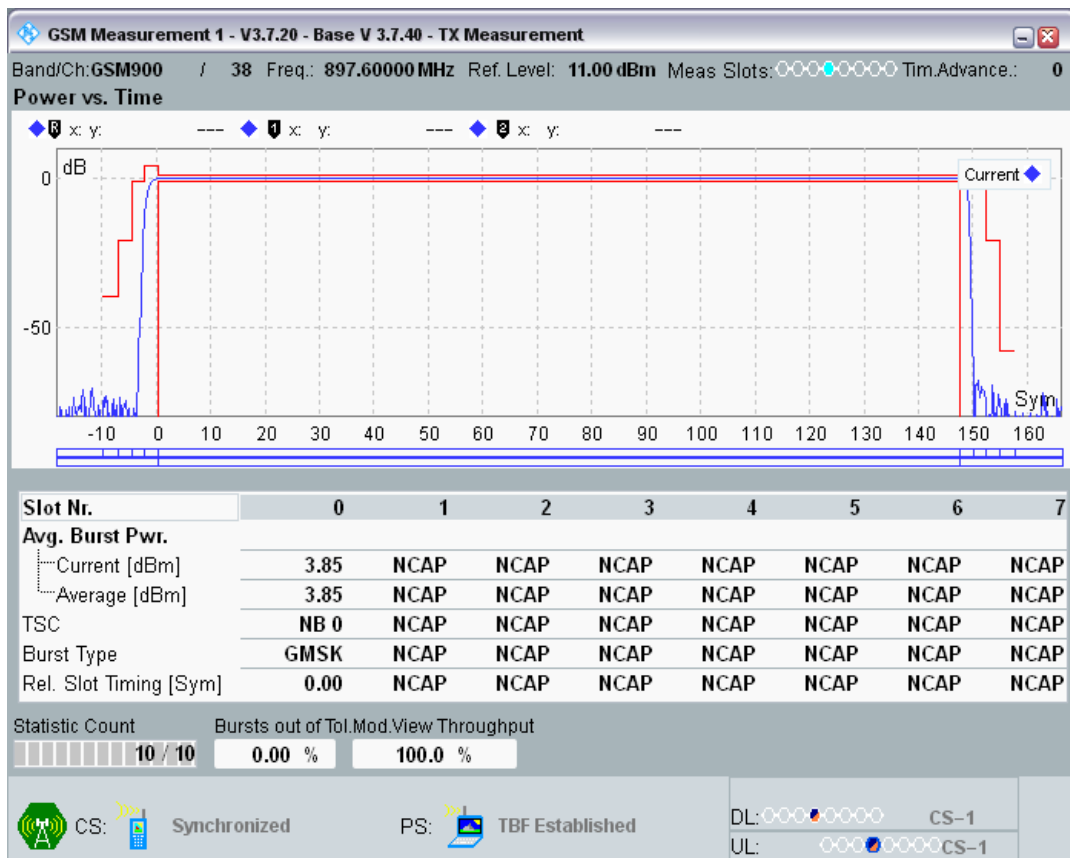 GSM Measurement 1 - V3.7.20 - Base V 3.7.40 - TX Measurement
Band/Ch:GSM900 / 38 Freq.: 897.60000 MHz Ref. Level: 11.00 dBm Meas Slots: Tim.Advance.: 0
Power vs. Time
R x: y: --- 1 x: y: --- 2 x: y: ---
dB
Current
0
-50
Sym
-10 0 10 20 30 40 50 60 70 80 90 100 110 120 130 140 150 160
Slot Nr. 0 1 2 3 4 5 6 7
Avg. Burst Pwr.
Current [dBm] 3.85 NCAP NCAP NCAP NCAP NCAP NCAP NCAP
Average [dBm] 3.85 NCAP NCAP NCAP NCAP NCAP NCAP NCAP
TSC NB 0 NCAP NCAP NCAP NCAP NCAP NCAP NCAP
Burst Type GMSK NCAP NCAP NCAP NCAP NCAP NCAP NCAP
Rel. Slot Timing [Sym] 0.00 NCAP NCAP NCAP NCAP NCAP NCAP NCAP
Statistic Count Bursts out of Tol. Mod.View Throughput
10 / 10 0.00 % 100.0 %
CS: Synchronized PS: TBF Established
DL: CS-1
UL: CS-1